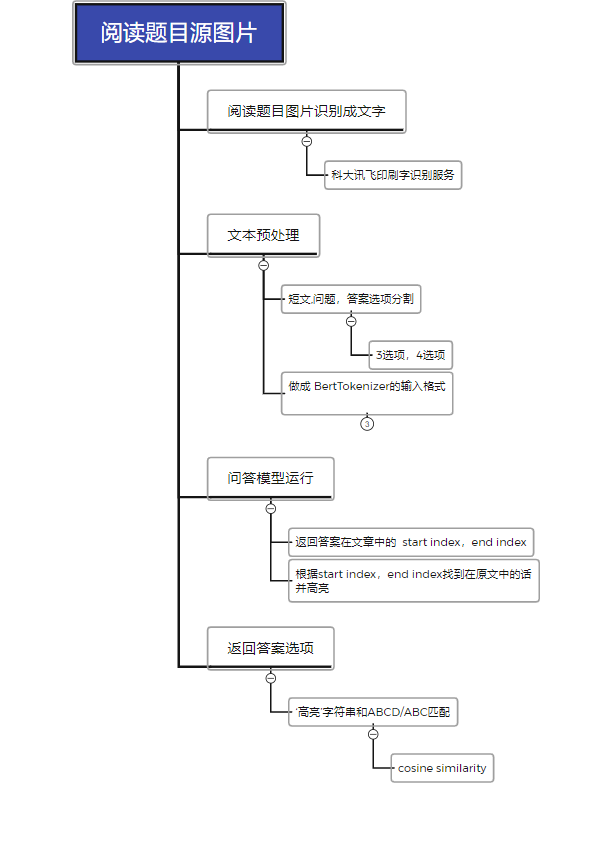 阅读题目源图片
阅读题目图片识别成文字
科大讯飞印刷字识别服务
文本预处理
短文,问题，答案选项分割
3选项，4选项
做成 BertTokenizer的输入格式
3
问答模型运行
返回答案在文章中的 start index，end index
根据start index，end index找到在原文中的话
并高亮
返回答案选项
'高亮'字符串和ABCD/ABC匹配
cosine similarity